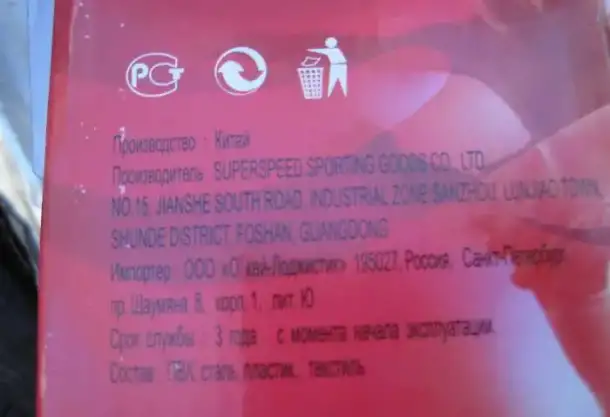 РСТ
Производство : Китай
Производитель SUPERSPEED SPORTING GOODS CO., LTD.
NO.15, JIANSHE SOUTH ROAD, INDUSTRIAL ZONE SANZHOU, LUNJIAO TOWN,
SHUNDE DISTRICT, FOSHAN, GUANGDONG
Импортер : ООО «О`кей-Лоджистик» 195027, Россия, Санкт-Петербург
пр. Шаумяна 8, корп. 1, лит. Ю
Срок службы : 3 года с момента начала эксплуатации.
Состав : ПВХ, сталь, пластик, текстиль